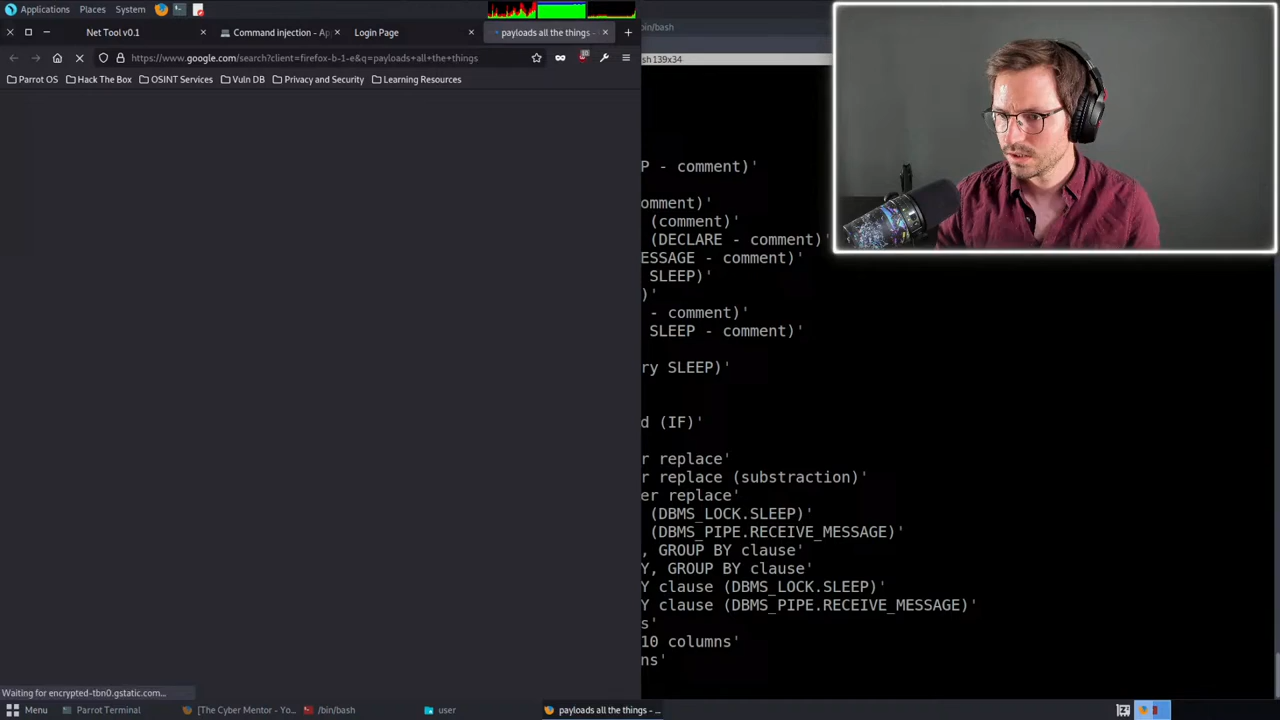 Applications Places System
Net Tool v0.1
Command injection - Ap
Login Page
payloads all the things -
https://www.google.com/search?client=firefox-b-1-e&q=payloads+all+the+things
10
Parrot OS Hack The Box OSINT Services Vuln DB Privacy and Security Learning Resources
bin/bash
sh 139x34
P - comment)'
omment)'
(comment)'
(DECLARE - comment)'
ESSAGE - comment)'
SLEEP)'
)'
- comment)'
SLEEP - comment)'
ry SLEEP)'
d (IF)'
r replace'
r replace (substraction)'
er replace'
(DBMS_LOCK.SLEEP)'
(DBMS_PIPE.RECEIVE_MESSAGE)'
, GROUP BY clause'
Y, GROUP BY clause'
Y clause (DBMS_LOCK.SLEEP)'
Y clause (DBMS_PIPE.RECEIVE_MESSAGE)'
s'
10 columns'
ns'
Waiting for encrypted-tbn0.gstatic.com...
Menu Parrot Terminal [The Cyber Mentor - Yo... /bin/bash user payloads all the things - ...